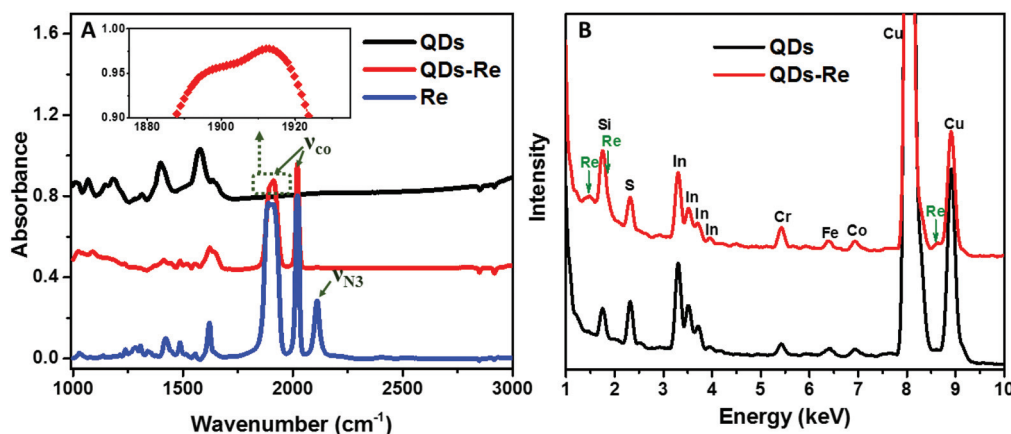 A
QDs
QDs-Re
Re
1.00
0.95
0.90
1880
1900
1920
1.6
1.2
0.8
0.4
0.0
νco
νN3
1000
1500
2000
2500
3000
Absorbance
Wavenumber (cm-1)
B
QDs
QDs-Re
Cu
Si
Re
Re
S
In
In
In
Cr
Fe
Co
Re
Cu
Intensity
1
2
3
4
5
6
7
8
9
10
Energy (keV)